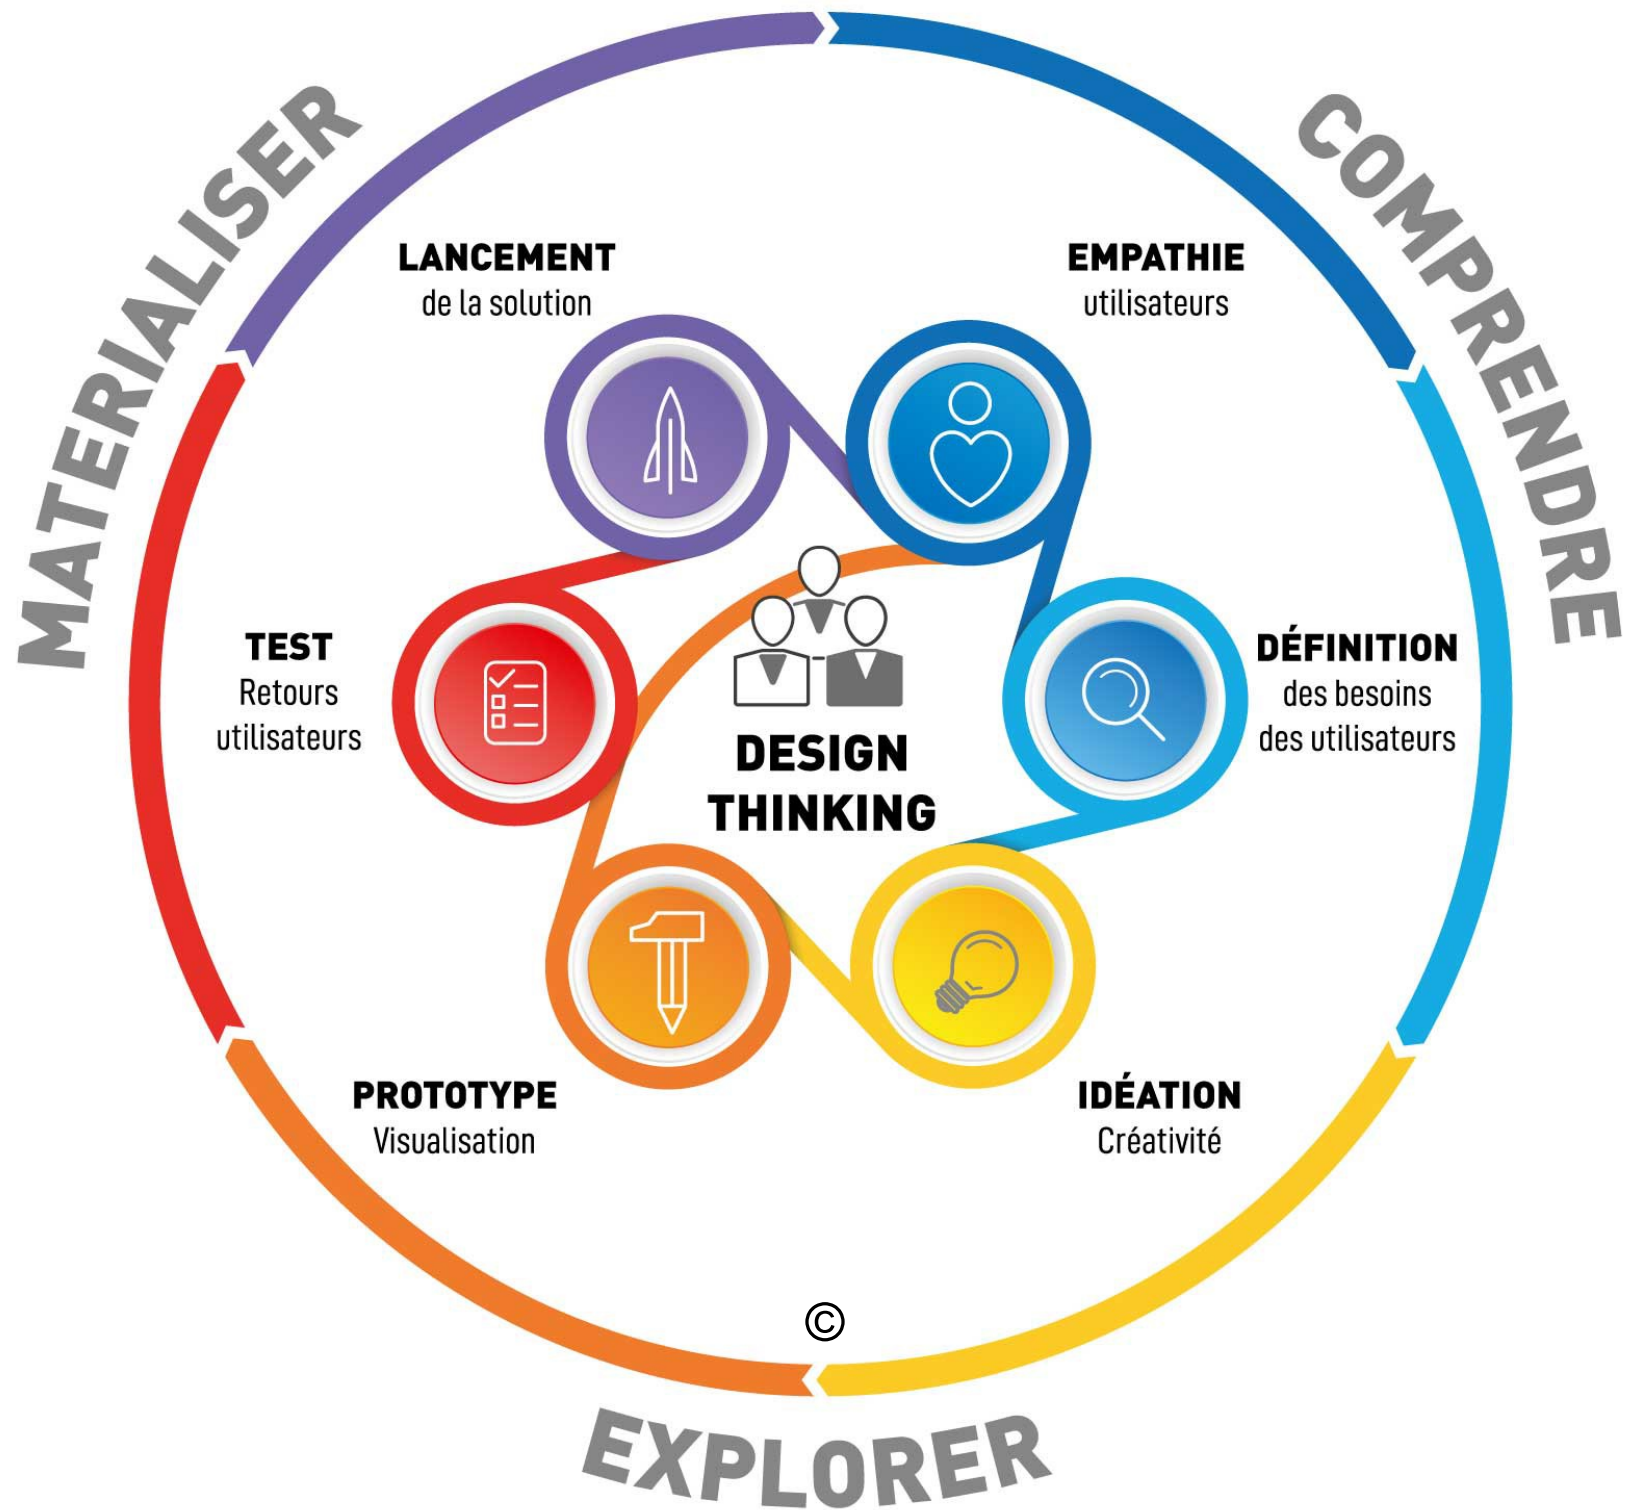 COMPRENDRE
EMPATHIE
utilisateurs
DÉFINITION
des besoins
des utilisateurs
EXPLORER
IDÉATION
Créativité
PROTOTYPE
Visualisation
MATERIALISER
TEST
Retours
utilisateurs
LANCEMENT
de la solution
DESIGN
THINKING
©